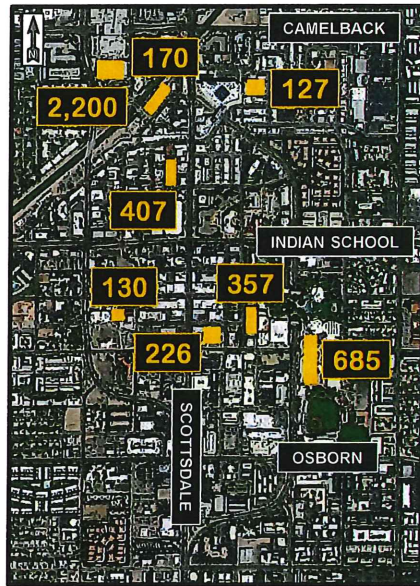 CAMELBACK
N
170
127
2,200
407
INDIAN SCHOOL
130
357
226
685
SCOTTSDALE
OSBORN